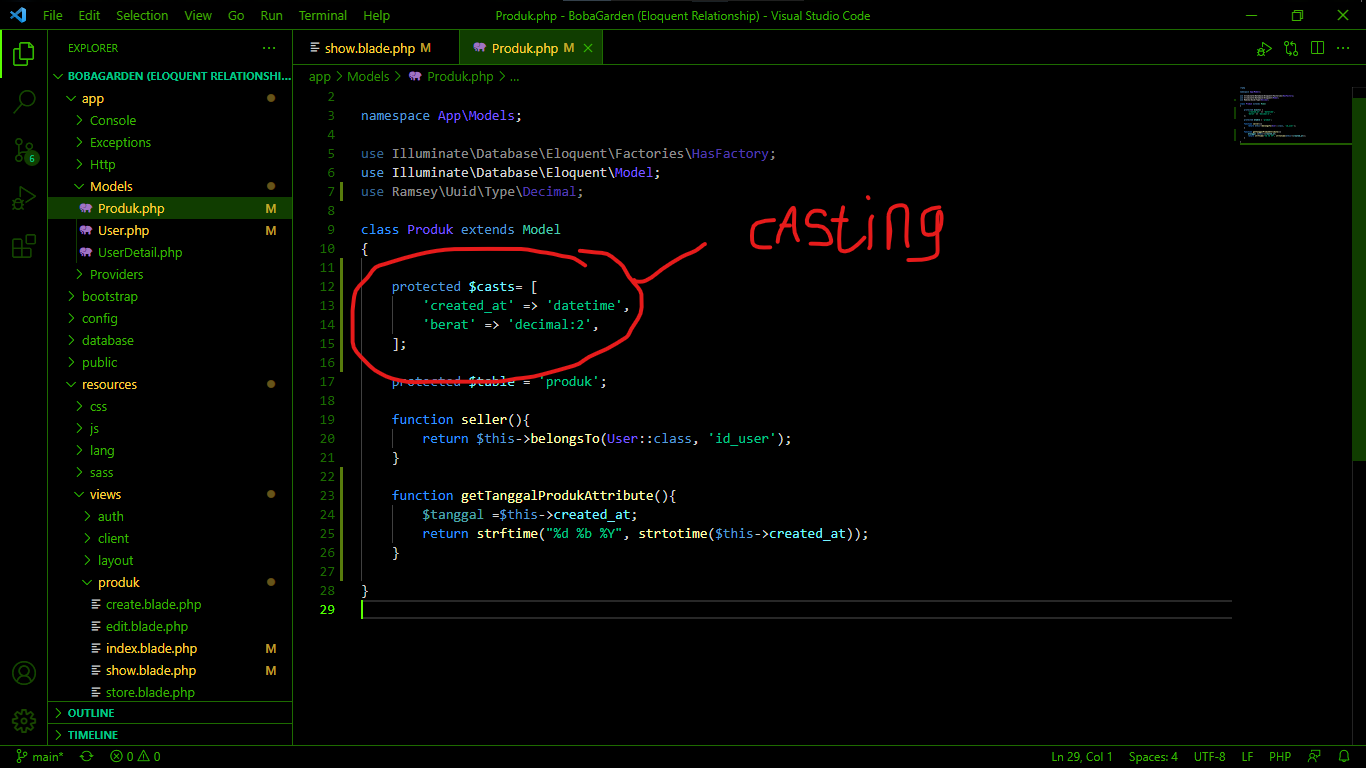 File Edit Selection View Go Run Terminal Help
Produk.php - BobaGarden (Eloquent Relationship) - Visual Studio Code
EXPLORER
BOBAGARDEN (ELOQUENT RELATIONSHI...
app
Console
Exceptions
Http
Models
Produk.php M
User.php M
UserDetail.php
Providers
bootstrap
config
database
public
resources
css
js
lang
sass
views
auth
client
layout
produk
create.blade.php
edit.blade.php
index.blade.php M
show.blade.php M
store.blade.php
OUTLINE
TIMELINE
6
show.blade.php M
Produk.php M
app > Models > Produk.php > ...
2
3 namespace App\Models;
4
5 use Illuminate\Database\Eloquent\Factories\HasFactory;
6 use Illuminate\Database\Eloquent\Model;
7 use Ramsey\Uuid\Type\Decimal;
8
9 class Produk extends Model
10 {
11
12 protected $casts= [
13 'created_at' => 'datetime',
14 'berat' => 'decimal:2',
15 ];
16
17 protected $table = 'produk';
18
19 function seller(){
20 return $this->belongsTo(User::class, 'id_user');
21 }
22
23 function getTanggalProdukAttribute(){
24 $tanggal =$this->created_at;
25 return strftime("%d %b %Y", strtotime($this->created_at));
26 }
27
28 }
29
cASting
main* 0 0
Ln 29, Col 1 Spaces: 4 UTF-8 LF PHP